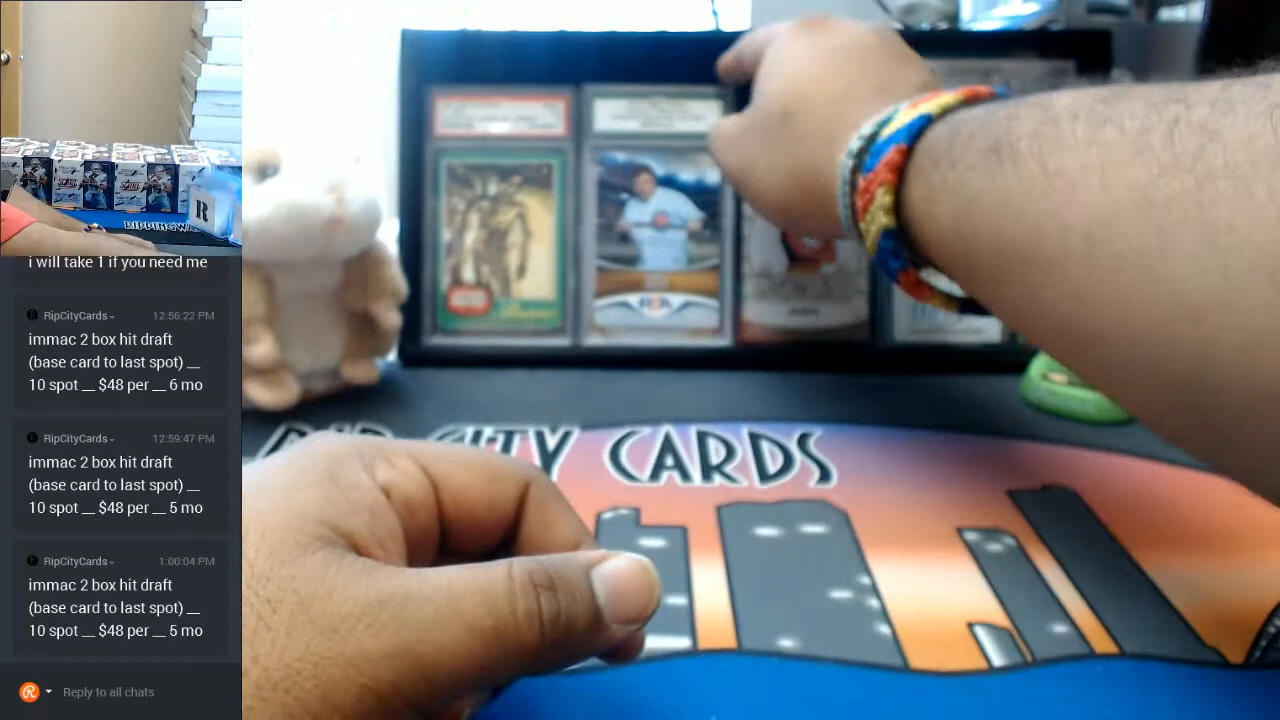 R
RIPPINGWA
i will take 1 if you need me
RipCityCards
12:56:22 PM
immac 2 box hit draft
(base card to last spot) __
10 spot __ $48 per __ 6 mo
RipCityCards
12:59:47 PM
immac 2 box hit draft
(base card to last spot) __
10 spot __ $48 per __ 5 mo
RipCityCards
1:00:04 PM
immac 2 box hit draft
(base card to last spot) __
10 spot __ $48 per __ 5 mo
Reply to all chats
RIP CITY CARDS